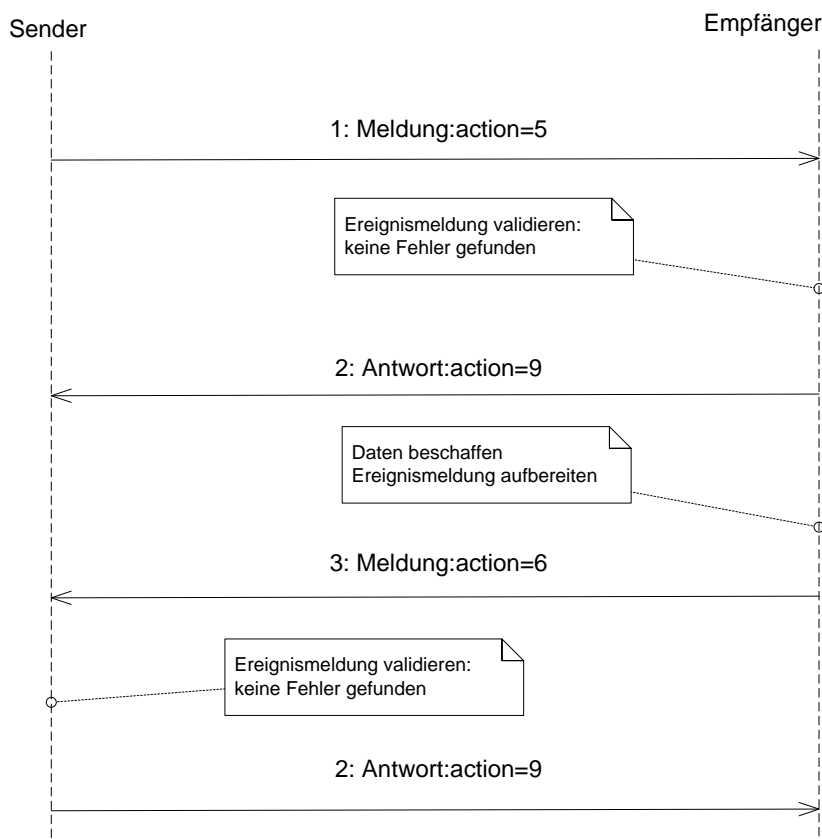 Sender
Empfänger
1: Meldung:action=5
Ereignismeldung validieren:
keine Fehler gefunden
2: Antwort:action=9
Daten beschaffen
Ereignismeldung aufbereiten
3: Meldung:action=6
Ereignismeldung validieren:
keine Fehler gefunden
2: Antwort:action=9